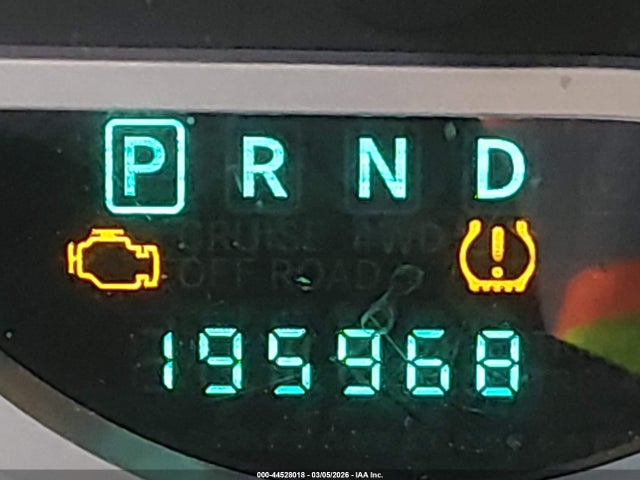 P R N D
CRUISE 4WD
OFF ROAD
195968
000-44528018 - 03/05/2026 - IAA Inc.